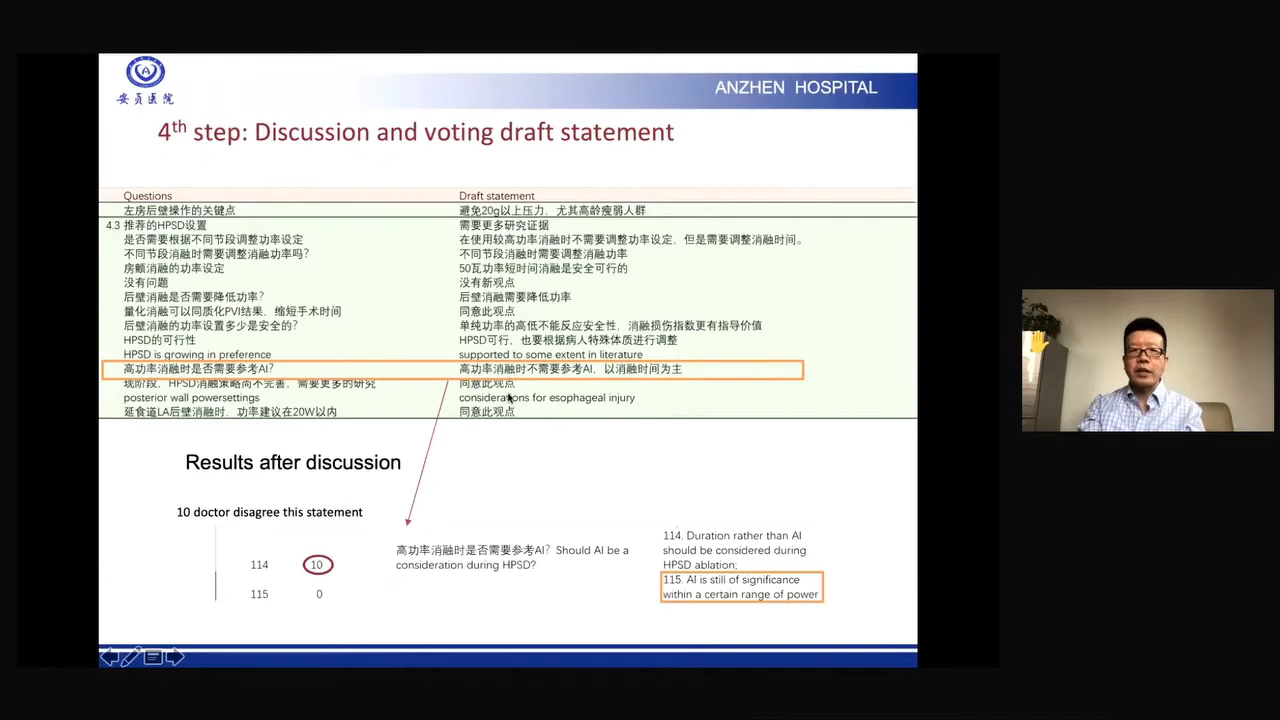 安贞医院
ANZHEN HOSPITAL
4th step: Discussion and voting draft statement
Questions Draft statement
左房后壁操作的关键点 避免20g以上压力，尤其高龄瘦弱人群
4.3 推荐的HPSD设置 需要更多研究证据
是否需要根据不同节段调整功率设定 在使用较高功率消融时不需要调整功率设定，但是需要调整消融时间。
不同节段消融时需要调整消融功率吗? 不同节段消融时需要调整消融功率
房颤消融的功率设定 50瓦功率短时间消融是安全可行的
没有问题 没有新观点
后壁消融是否需要降低功率? 后壁消融需要降低功率
量化消融可以同质化PVI结果，缩短手术时间 同意此观点
后壁消融的功率设置多少是安全的? 单纯功率的高低不能反应安全性，消融损伤指数更有指导价值
HPSD的可行性 HPSD可行，也要根据病人特殊体质进行调整
HPSD is growing in preference supported to some extent in literature
高功率消融时是否需要参考AI? 高功率消融时不需要参考AI，以消融时间为主
现阶段，HPSD消融策略尚不完善，需要更多的研究 同意此观点
posterior wall powersettings considerations for esophageal injury
延食道LA后壁消融时，功率建议在20W以内 同意此观点
Results after discussion
10 doctor disagree this statement
114 10
115 0
高功率消融时是否需要参考AI? Should AI be a
consideration during HPSD?
114. Duration rather than AI
should be considered during
HPSD ablation;
115. AI is still of significance
within a certain range of power